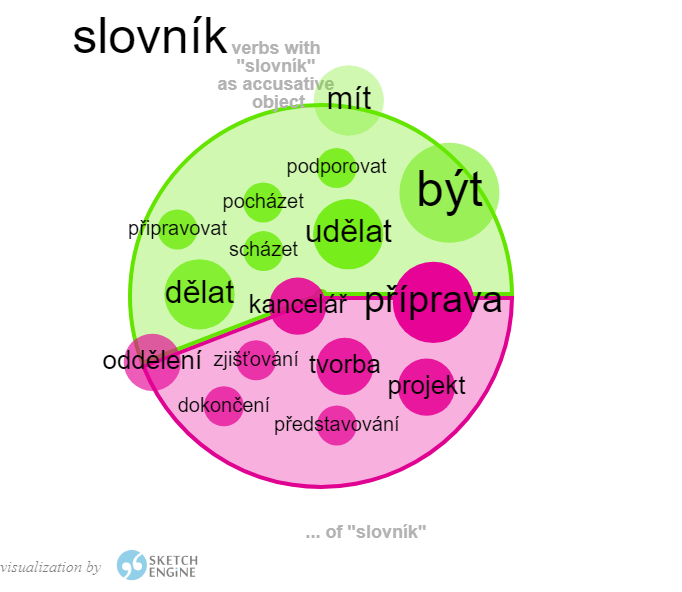 slovník
verbs with
"slovník"
as accusative
object
mít
podporovat
být
pocházet
připravovat
udělat
scházet
dělat
kancelář
příprava
oddělení
zjišťování
tvorba
projekt
dokončení
představování
... of "slovník"
visualization by
SKETCH
ENGINE